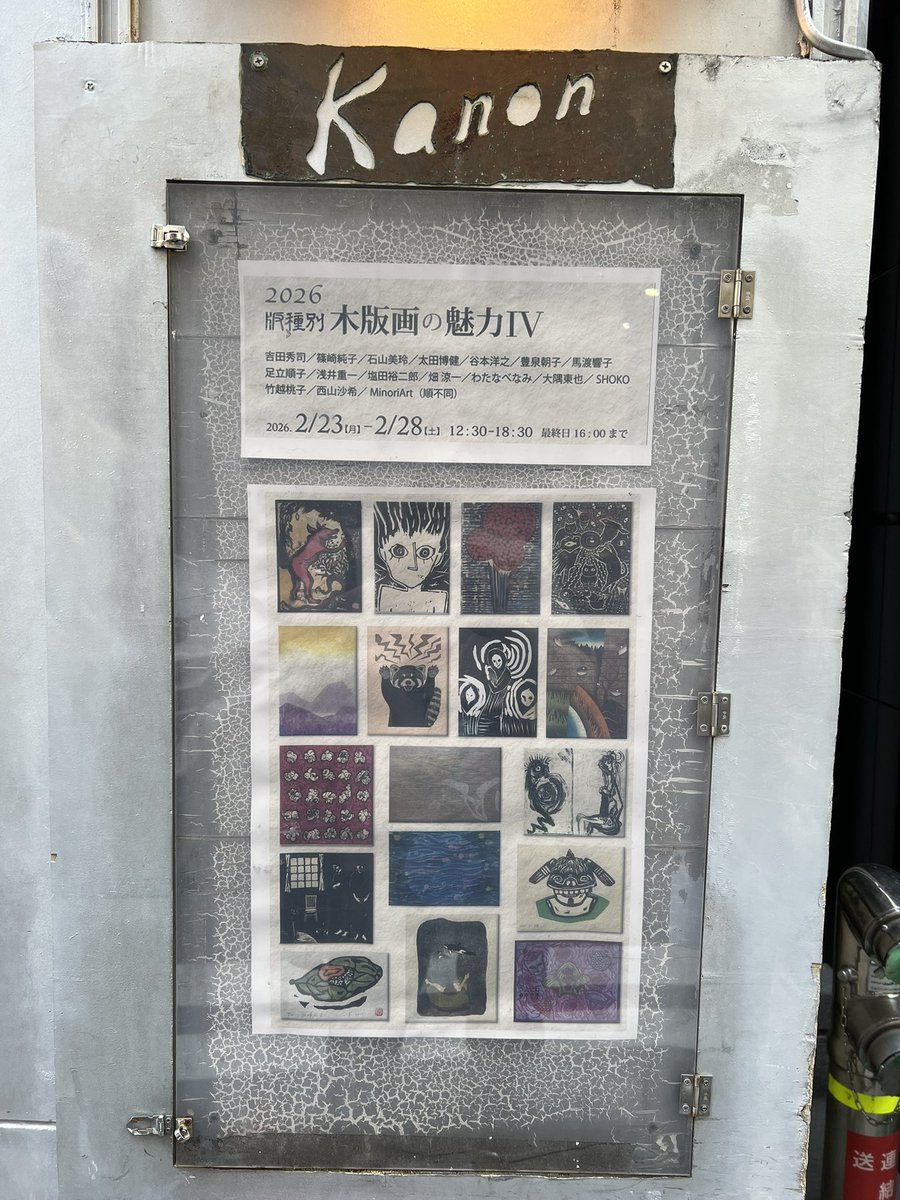 Kanon
2026
版種別 木版画の魅力IV
吉田秀司／篠崎純子／石山美玲／太田博健／谷本洋之／豊泉朝子／馬渡響子
足立順子／浅井重一／塩田裕二郎／畑 涼一／わたなべなみ／大隅東也／SHOKO
竹越桃子／西山沙希／MinoriArt（順不同）
2026. 2/23【月】–2/28【土】 12:30-18:30 最終日 16:00 まで
連結
送